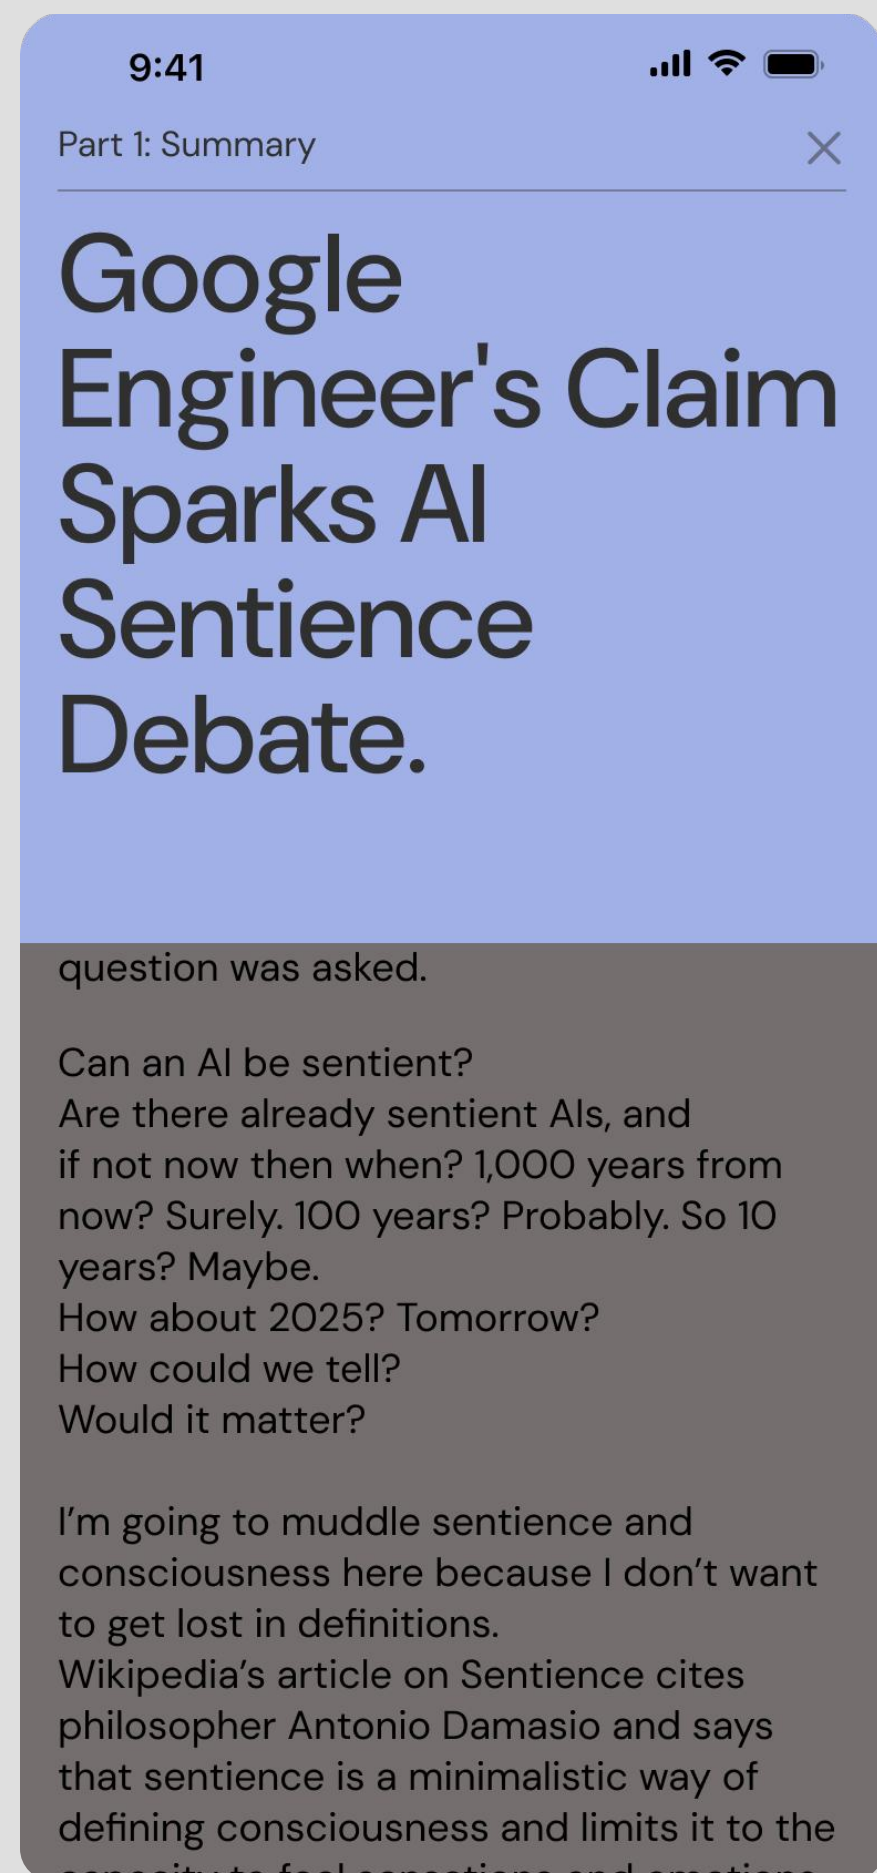 9:41
Part 1: Summary
Google
Engineer's Claim
Sparks AI
Sentience
Debate.
question was asked.
Can an AI be sentient?
Are there already sentient AIs, and
if not now then when? 1,000 years from
now? Surely. 100 years? Probably. So 10
years? Maybe.
How about 2025? Tomorrow?
How could we tell?
Would it matter?
I’m going to muddle sentience and
consciousness here because I don’t want
to get lost in definitions.
Wikipedia’s article on Sentience cites
philosopher Antonio Damasio and says
that sentience is a minimalistic way of
defining consciousness and limits it to the